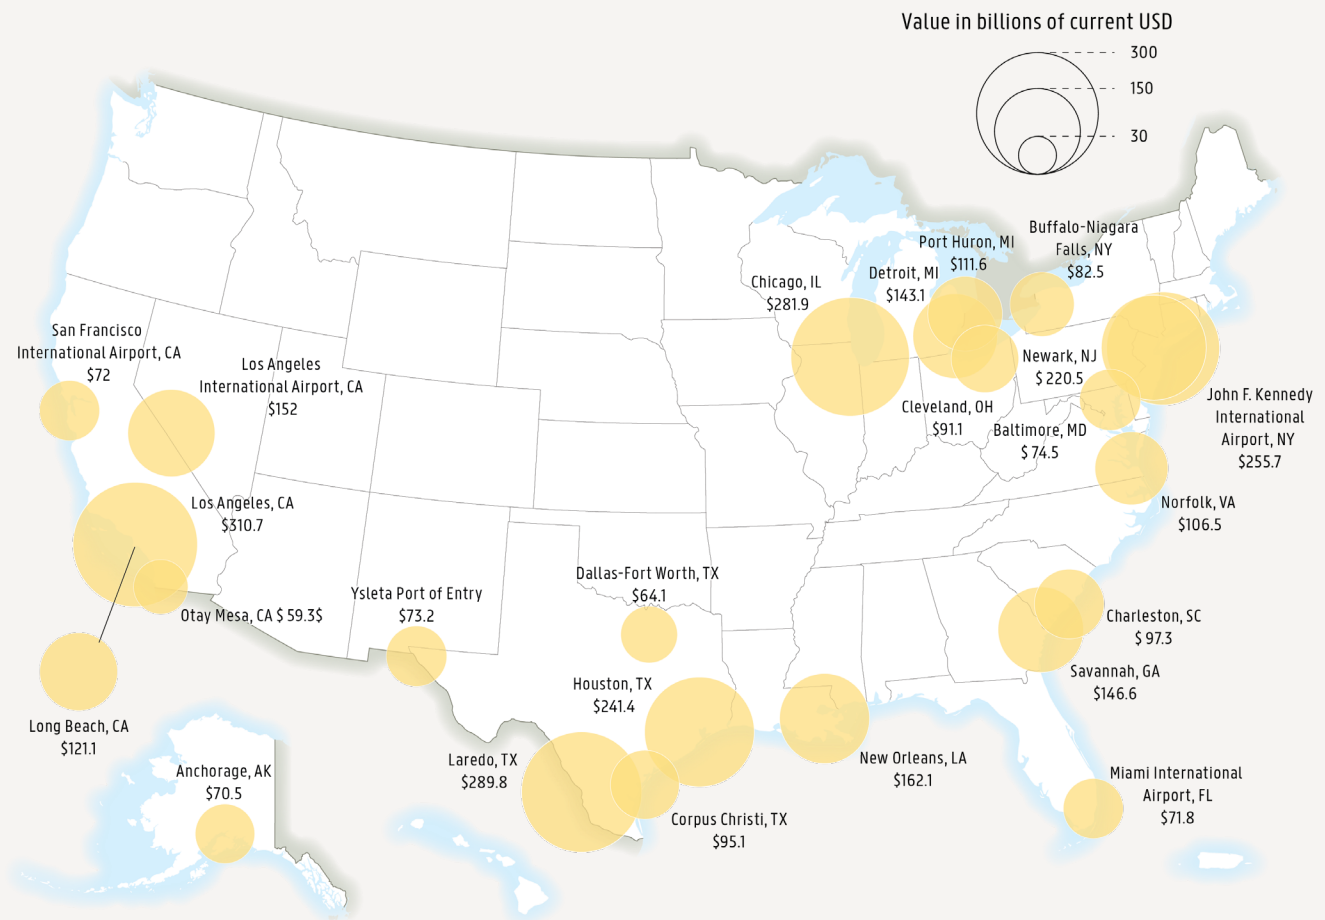 Value in billions of current USD
300
150
30
Buffalo-Niagara
Falls, NY
$82.5
Port Huron, MI
$111.6
Detroit, MI
$143.1
Chicago, IL
$281.9
San Francisco
International Airport, CA
$72
Los Angeles
International Airport, CA
$152
Newark, NJ
$ 220.5
John F. Kennedy
International
Airport, NY
$255.7
Cleveland, OH
$91.1
Baltimore, MD
$ 74.5
Los Angeles, CA
$310.7
Norfolk, VA
$106.5
Dallas-Fort Worth, TX
$64.1
Ysleta Port of Entry
$73.2
Otay Mesa, CA $ 59.3$
Charleston, SC
$ 97.3
Savannah, GA
$146.6
Houston, TX
$241.4
Long Beach, CA
$121.1
Laredo, TX
$289.8
New Orleans, LA
$162.1
Anchorage, AK
$70.5
Miami International
Airport, FL
$71.8
Corpus Christi, TX
$95.1